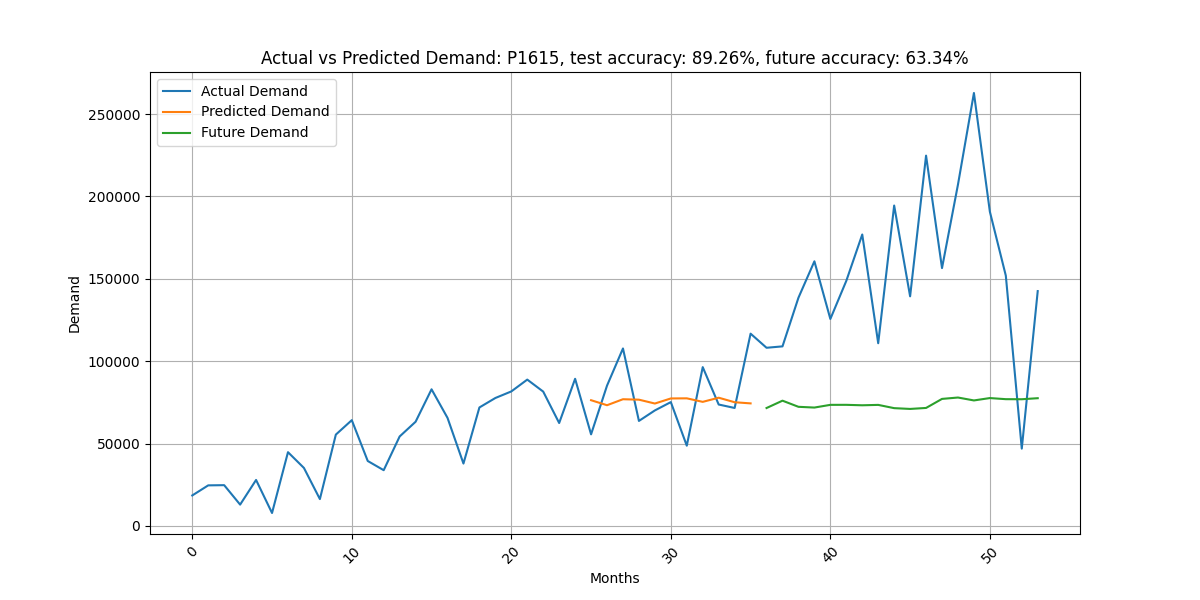 Actual vs Predicted Demand: P1615, test accuracy: 89.26%, future accuracy: 63.34%
Actual Demand
Predicted Demand
Future Demand
250000
200000
150000
100000
50000
0
Demand
0 10 20 30 40 50
Months